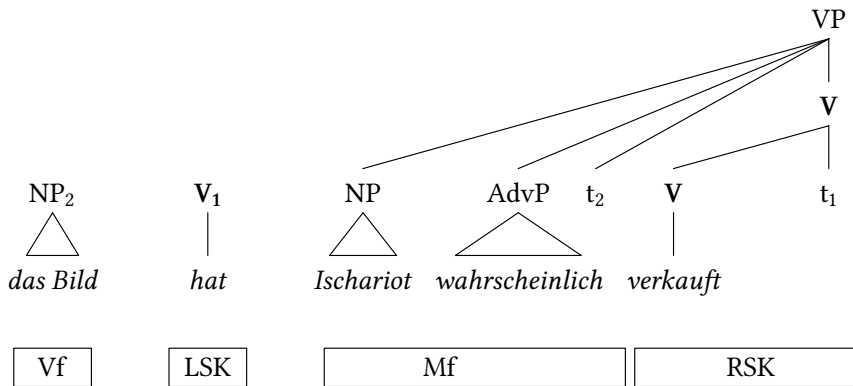 VP
V
NP₂ V₁ NP AdvP t₂ V t₁
das Bild hat Ischariot wahrscheinlich verkauft
Vf LSK Mf RSK